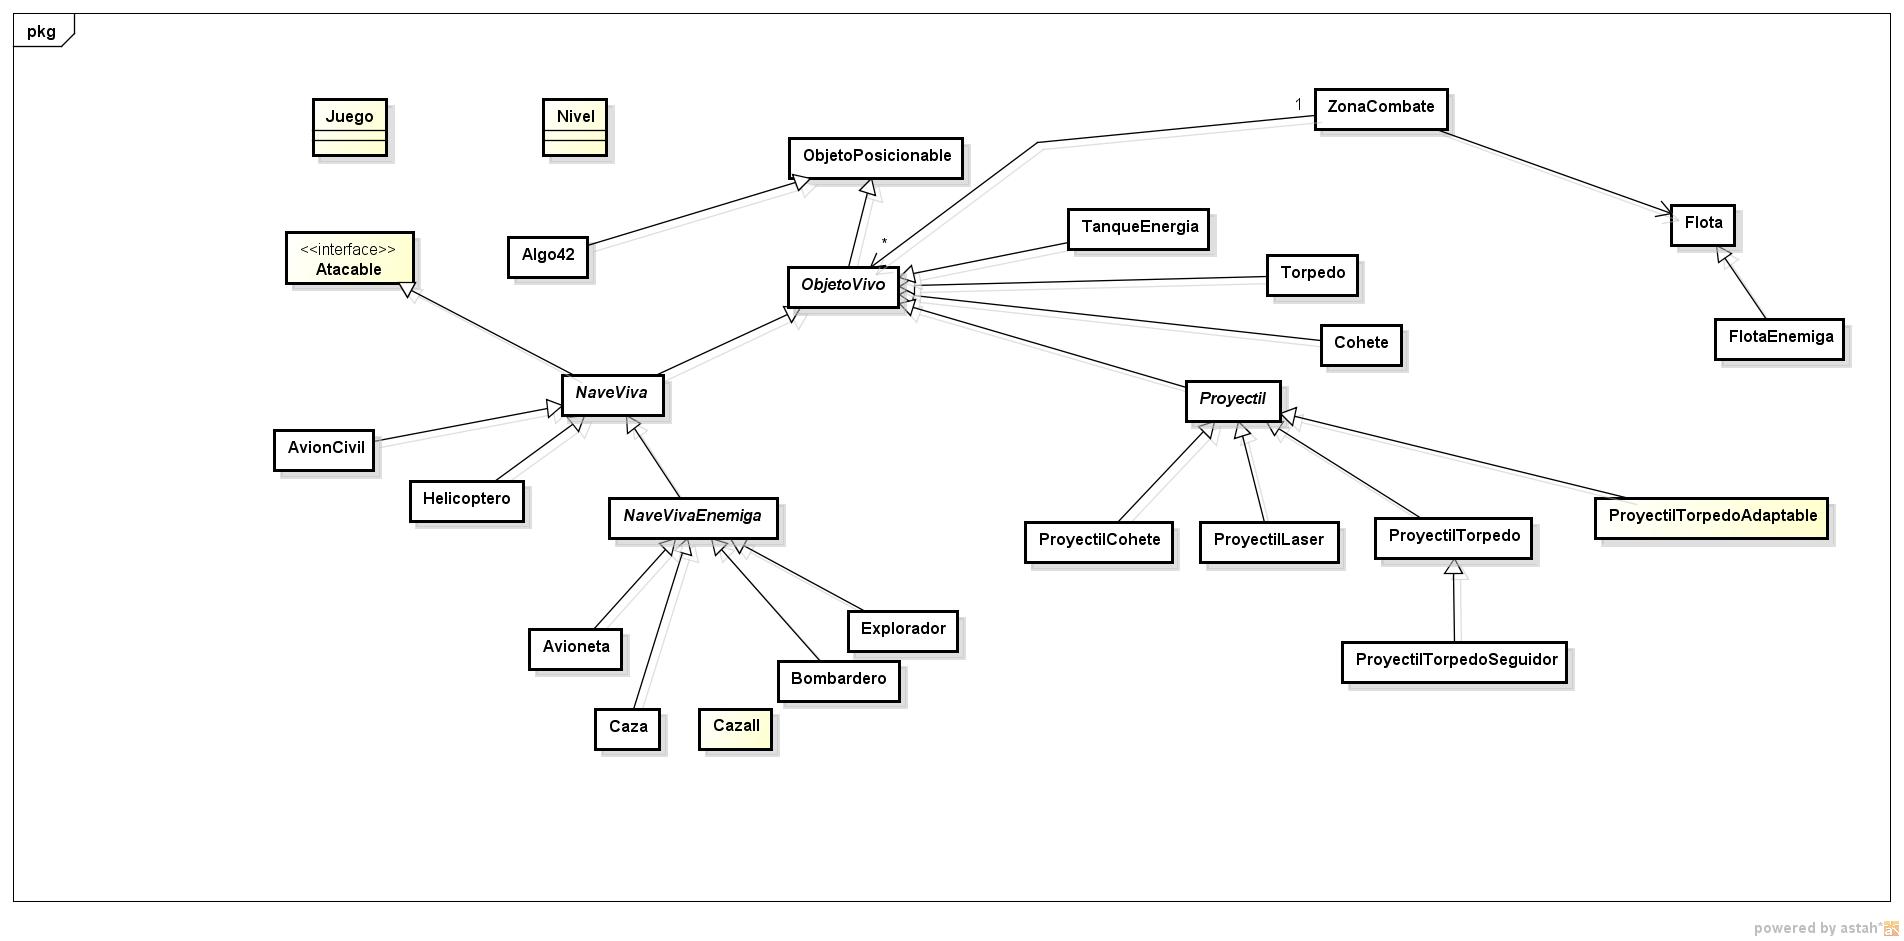 pkg
Juego
Nivel
1
ZonaCombate
ObjetoPosicionable
Flota
TanqueEnergia
*
Algo42
<<interface>>
Atacable
Torpedo
ObjetoVivo
FlotaEnemiga
Cohete
NaveViva
Proyectil
AvionCivil
Helicoptero
NaveVivaEnemiga
ProyectilTorpedoAdaptable
ProyectilCohete
ProyectilLaser
ProyectilTorpedo
Explorador
Avioneta
ProyectilTorpedoSeguidor
Bombardero
Caza
CazaII
powered by astah*